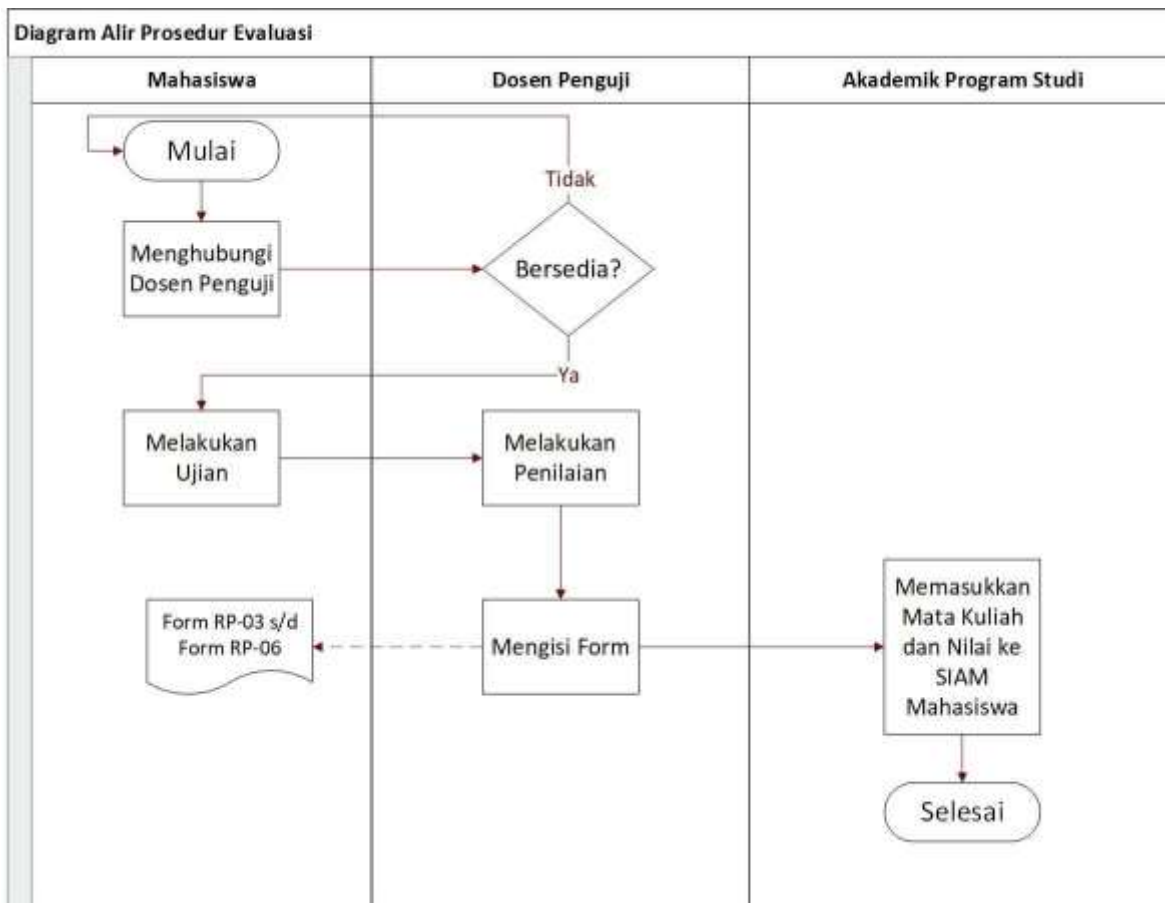 Diagram Alir Prosedur Evaluasi
Mahasiswa
Dosen Penguji
Akademik Program Studi
Mulai
Tidak
Menghubungi
Dosen Penguji
Bersedia?
Ya
Melakukan
Ujian
Melakukan
Penilaian
Form RP-03 s/d
Form RP-06
Mengisi Form
Memasukkan
Mata Kuliah
dan Nilai ke
SIAM
Mahasiswa
Selesai